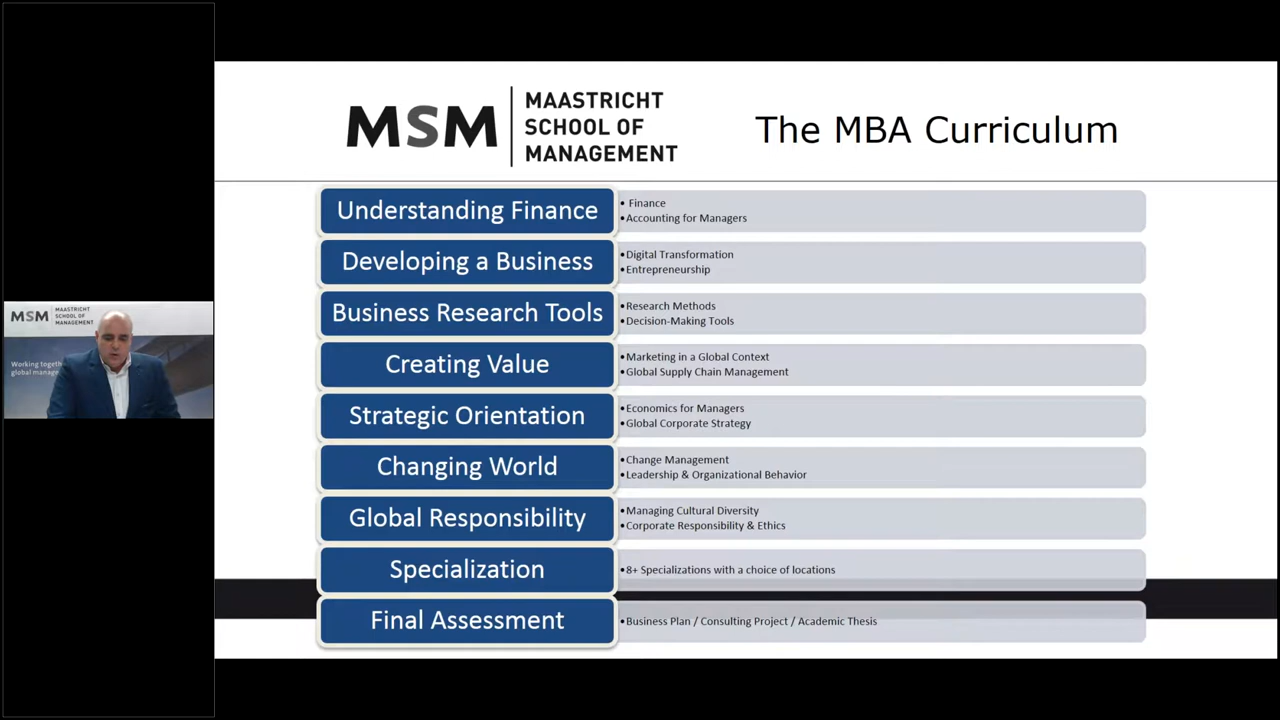 MSM
MAASTRICHT
SCHOOL OF
MANAGEMENT
The MBA Curriculum
Understanding Finance
• Finance
• Accounting for Managers
Developing a Business
• Digital Transformation
• Entrepreneurship
Business Research Tools
• Research Methods
• Decision-Making Tools
Creating Value
• Marketing in a Global Context
• Global Supply Chain Management
Strategic Orientation
• Economics for Managers
• Global Corporate Strategy
Changing World
• Change Management
• Leadership & Organizational Behavior
Global Responsibility
• Managing Cultural Diversity
• Corporate Responsibility & Ethics
Specialization
• 8+ Specializations with a choice of locations
Final Assessment
• Business Plan / Consulting Project / Academic Thesis
MSM
MAASTRICHT
SCHOOL OF
MANAGEMENT
Working
global